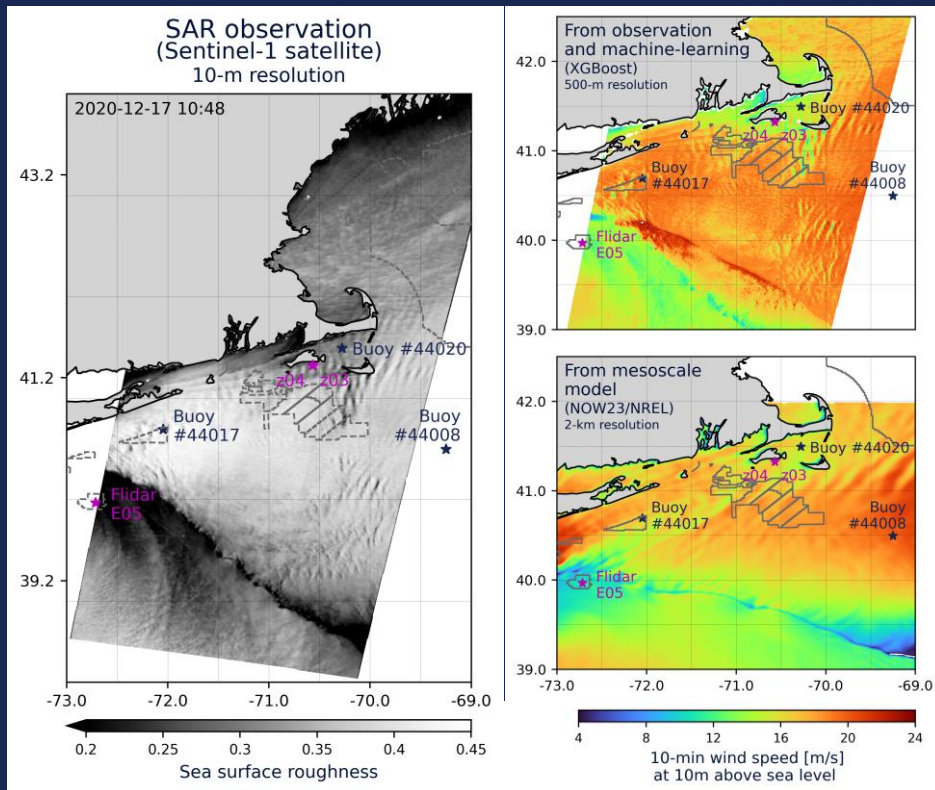 SAR observation
(Sentinel-1 satellite)
10-m resolution
2020-12-17 10:48
43.2
41.2
39.2
Buoy #44020
z04 z03
Buoy
#44017
Buoy
#44008
Flidar
E05
-73.0 -72.0 -71.0 -70.0 -69.0
0.2 0.25 0.3 0.35 0.4 0.45
Sea surface roughness
From observation
and machine-learning
(XGBoost)
500-m resolution
42.0
41.0
40.0
39.0
Buoy #44020
z04 z03
Buoy
#44017
Buoy
#44008
Flidar
E05
From mesoscale
model
(NOW23/NREL)
2-km resolution
42.0
41.0
40.0
39.0
Buoy #44020
z04 z03
Buoy
#44017
Buoy
#44008
Flidar
E05
-73.0 -72.0 -71.0 -70.0 -69.0
4 8 12 16 20 24
10-min wind speed [m/s]
at 10m above sea level